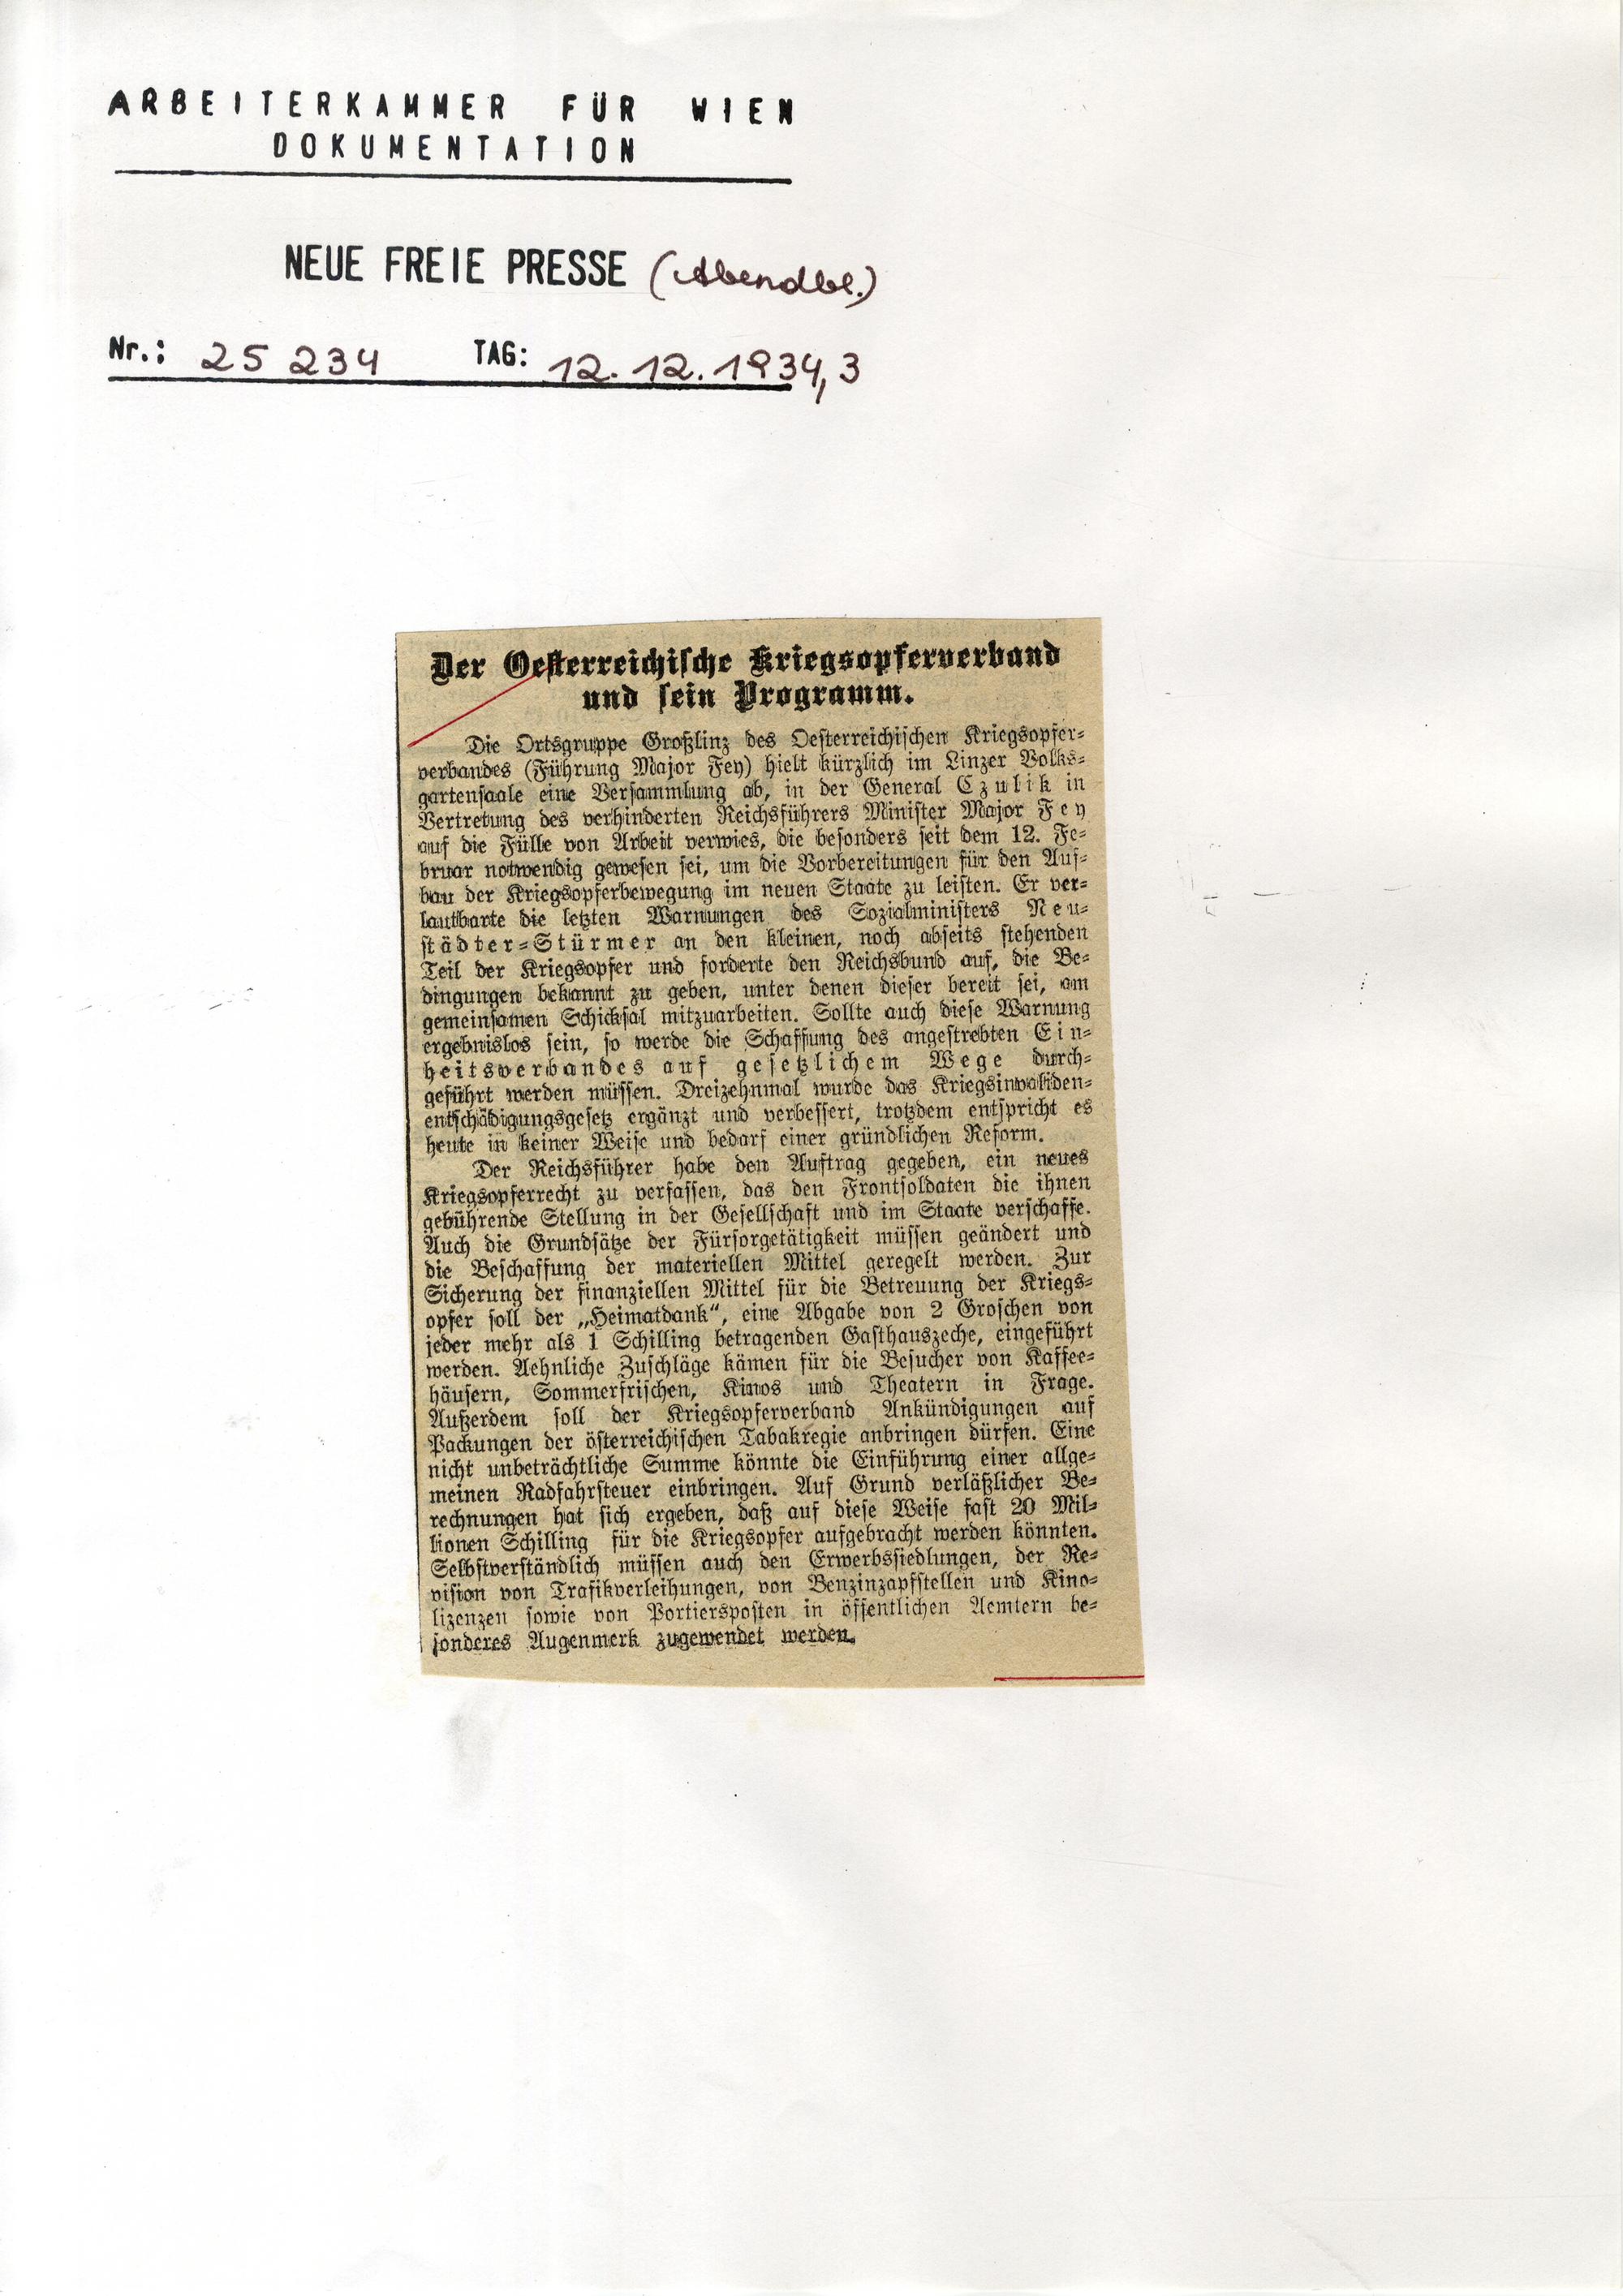 ARBEITERKAMMER FÜR WIEN
DOKUMENTATION
NEUE FREIE PRESSE (Abendbl.)
Nr.: 25 234 TAG: 12.12.1934,3
Der Oesterreichische Kriegsopferverband
und sein Programm.
Die Ortsgruppe Großlinz des Oesterreichischen Kriegsopfer-
verbandes (Führung Major Fey) hielt kürzlich im Linzer Volks-
gartensaale eine Versammlung ab, in der General Czulik in
Vertretung des verhinderten Reichsführers Minister Major Fey
auf die Fülle von Arbeit verwies, die besonders seit dem 12. Fe-
bruar notwendig gewesen sei, um die Vorbereitungen für den Auf-
bau der Kriegsopferbewegung im neuen Staate zu leisten. Er ver-
lautbarte die letzten Warnungen des Sozialministers Neu-
städter-Stürmer an den kleinen, noch abseits stehenden
Teil der Kriegsopfer und forderte den Reichsbund auf, die Be-
dingungen bekannt zu geben, unter denen dieser bereit sei, am
gemeinsamen Schicksal mitzuarbeiten. Sollte auch diese Warnung
ergebnislos sein, so werde die Schaffung des angestrebten Ein-
heitsverbandes auf gesetzlichem Wege durch-
geführt werden müssen. Dreizehnmal wurde das Kriegsinvaliden-
entschädigungsgesetz ergänzt und verbessert, trotzdem entspricht es
heute in keiner Weise und bedarf einer gründlichen Reform.
Der Reichsführer habe den Auftrag gegeben, ein neues
Kriegsopferrecht zu verfassen, das den Frontsoldaten die ihnen
gebührende Stellung in der Gesellschaft und im Staate verschaffe.
Auch die Grundsätze der Fürsorgetätigkeit müssen geändert und
die Beschaffung der materiellen Mittel geregelt werden. Zur
Sicherung der finanziellen Mittel für die Betreuung der Kriegs-
opfer soll der „Heimatdank“, eine Abgabe von 2 Groschen von
jeder mehr als 1 Schilling betragenden Gasthauszeche, eingeführt
werden. Aehnliche Zuschläge kämen für die Besucher von Kaffee-
häusern, Sommerfrischen, Kinos und Theatern in Frage.
Außerdem soll der Kriegsopferverband Ankündigungen auf
Packungen der österreichischen Tabakregie anbringen dürfen. Eine
nicht unbeträchtliche Summe könnte die Einführung einer allge-
meinen Radfahrsteuer einbringen. Auf Grund verläßlicher Be-
rechnungen hat sich ergeben, daß auf diese Weise fast 20 Mil-
lionen Schilling für die Kriegsopfer aufgebracht werden könnten.
Selbstverständlich müssen auch den Erwerbssiedlungen, der Re-
vision von Trafikverleihungen, von Benzinzapfstellen und Kino-
lizenzen sowie von Portiersposten in öffentlichen Aemtern be-
sonderes Augenmerk zugewendet werden.